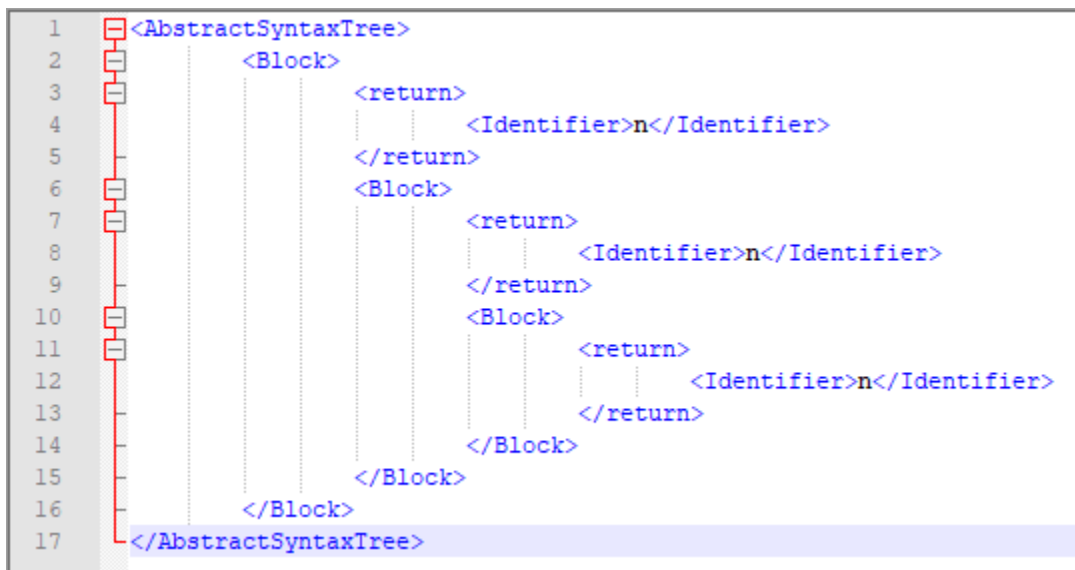 1 <AbstractSyntaxTree>
2 <Block>
3 <return>
4 <Identifier>n</Identifier>
5 </return>
6 <Block>
7 <return>
8 <Identifier>n</Identifier>
9 </return>
10 <Block>
11 <return>
12 <Identifier>n</Identifier>
13 </return>
14 </Block>
15 </Block>
16 </Block>
17 </AbstractSyntaxTree>